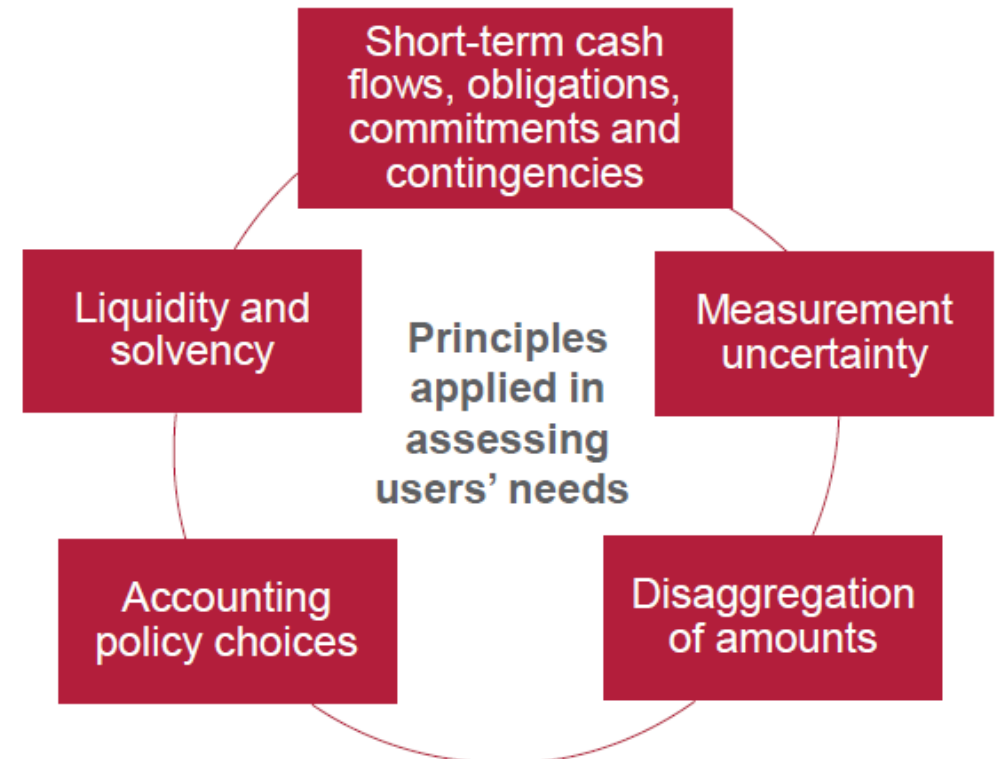 Short-term cash
flows, obligations,
commitments and
contingencies
Liquidity and
solvency
Principles
applied in
assessing
users’ needs
Measurement
uncertainty
Accounting
policy choices
Disaggregation
of amounts